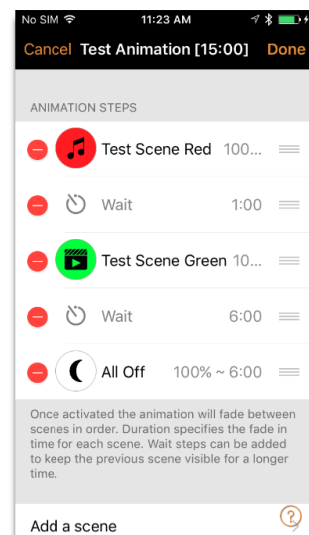 No SIM 11:23 AM
Cancel Test Animation [15:00] Done
ANIMATION STEPS
Test Scene Red 100...
Wait 1:00
Test Scene Green 10...
Wait 6:00
All Off 100% ~ 6:00
Once activated the animation will fade between
scenes in order. Duration specifies the fade in
time for each scene. Wait steps can be added
to keep the previous scene visible for a longer
time.
Add a scene ?